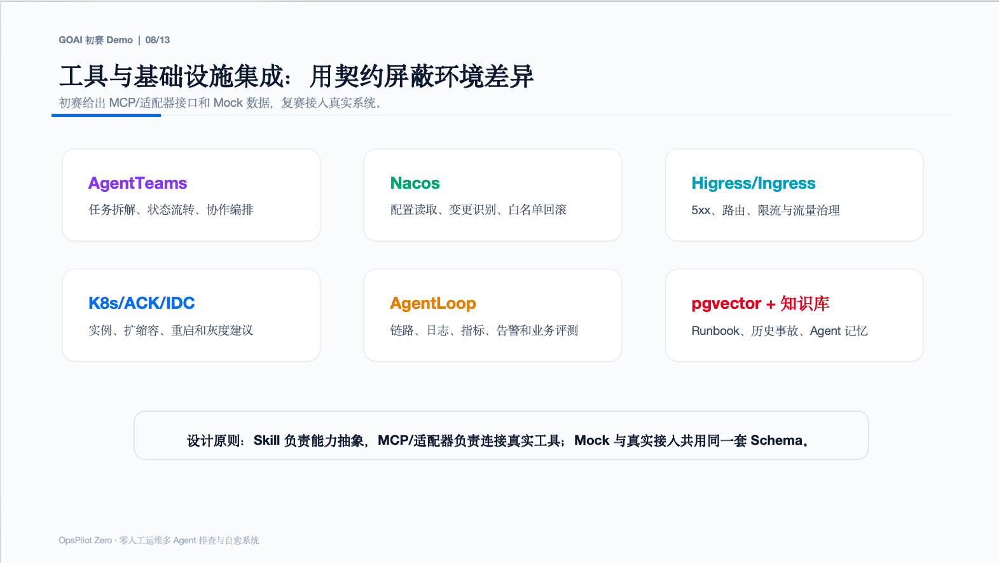 GOAI 初赛 Demo | 08/13
工具与基础设施集成：用契约屏蔽环境差异
初赛给出 MCP/适配器接口和 Mock 数据，复赛接入真实系统。
AgentTeams
任务拆解、状态流转、协作编排
Nacos
配置读取、变更识别、白名单回滚
Higress/Ingress
5xx、路由、限流与流量治理
K8s/ACK/IDC
实例、扩缩容、重启和灰度建议
AgentLoop
链路、日志、指标、告警和业务评测
pgvector + 知识库
Runbook、历史事故、Agent 记忆
设计原则：Skill 负责能力抽象，MCP/适配器负责连接真实工具；Mock 与真实接入共用同一套 Schema。
OpsPilot Zero · 零人工运维多 Agent 排查与自愈系统